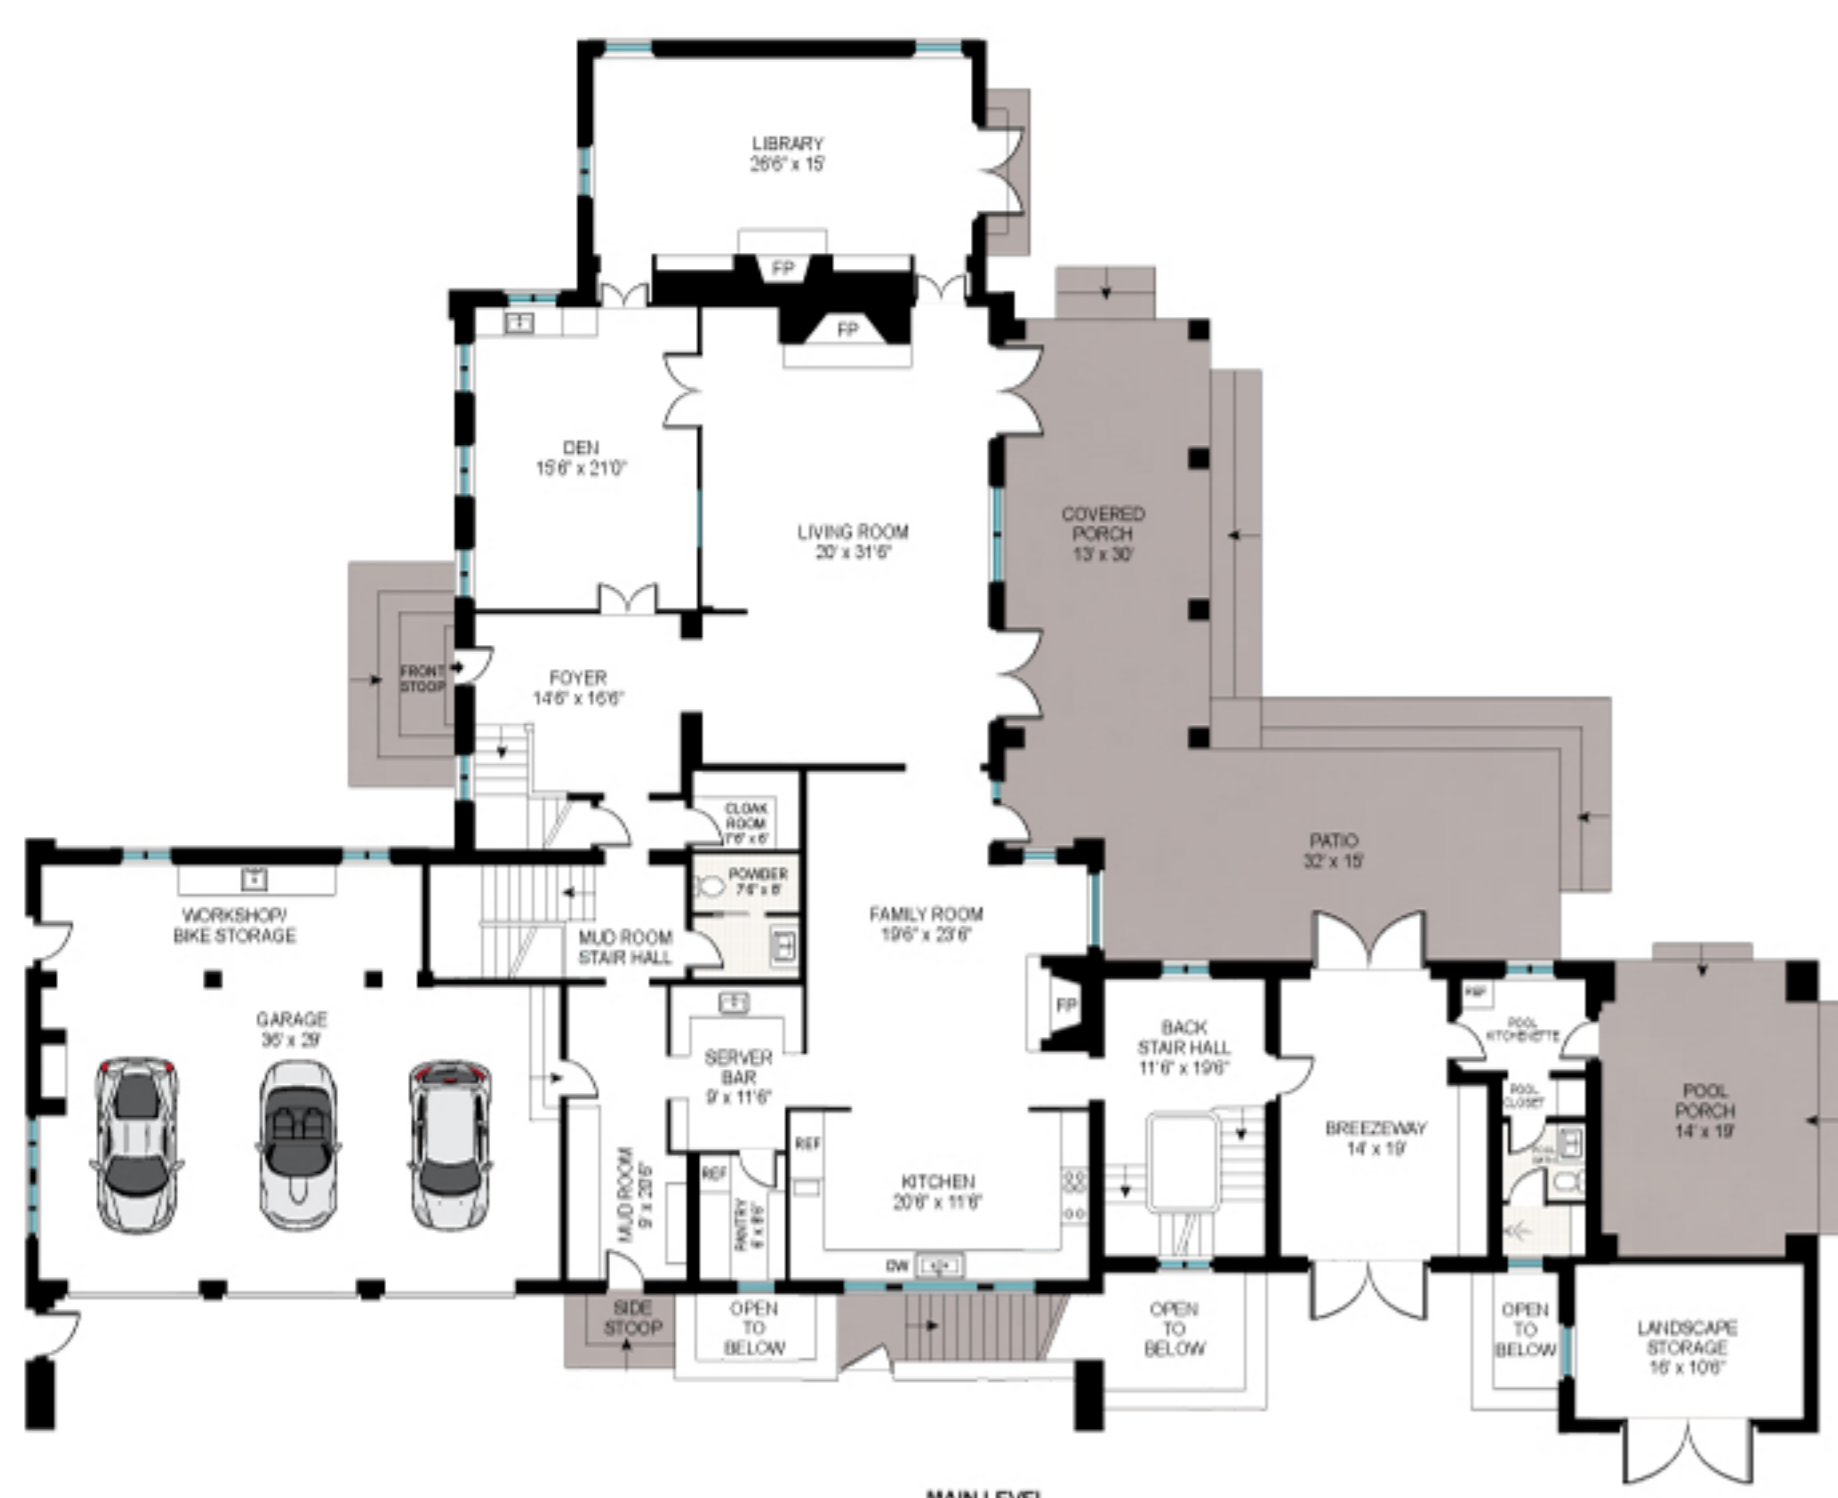 LIBRARY
26'6" x 15'
FP
FP
DEN
15'6" x 21'0"
LIVING ROOM
20' x 31'6"
COVERED
PORCH
13' x 30'
FRONT
STOOP
FOYER
14'6" x 16'6"
CLOAK
ROOM
7'6" x 6'
PATIO
32' x 15'
POWDER
7'6" x 8'
WORKSHOP/
BIKE STORAGE
MUD ROOM
STAIR HALL
FAMILY ROOM
19'6" x 23'6"
FP
REF
GARAGE
36' x 29'
SERVER
BAR
9' x 11'6"
BACK
STAIR HALL
11'6" x 19'6"
POOL
KITCHENETTE
POOL
CLOSET
POOL
PORCH
14' x 19'
BREEZEWAY
14' x 19'
POOL
REF
REF
MUD ROOM
9' x 20'6"
PANTRY
6' x 8'6"
KITCHEN
20'6" x 11'6"
DW
SIDE
STOOP
OPEN
TO
BELOW
OPEN
TO
BELOW
OPEN
TO
BELOW
LANDSCAPE
STORAGE
16' x 10'6"
MAIN LEVEL